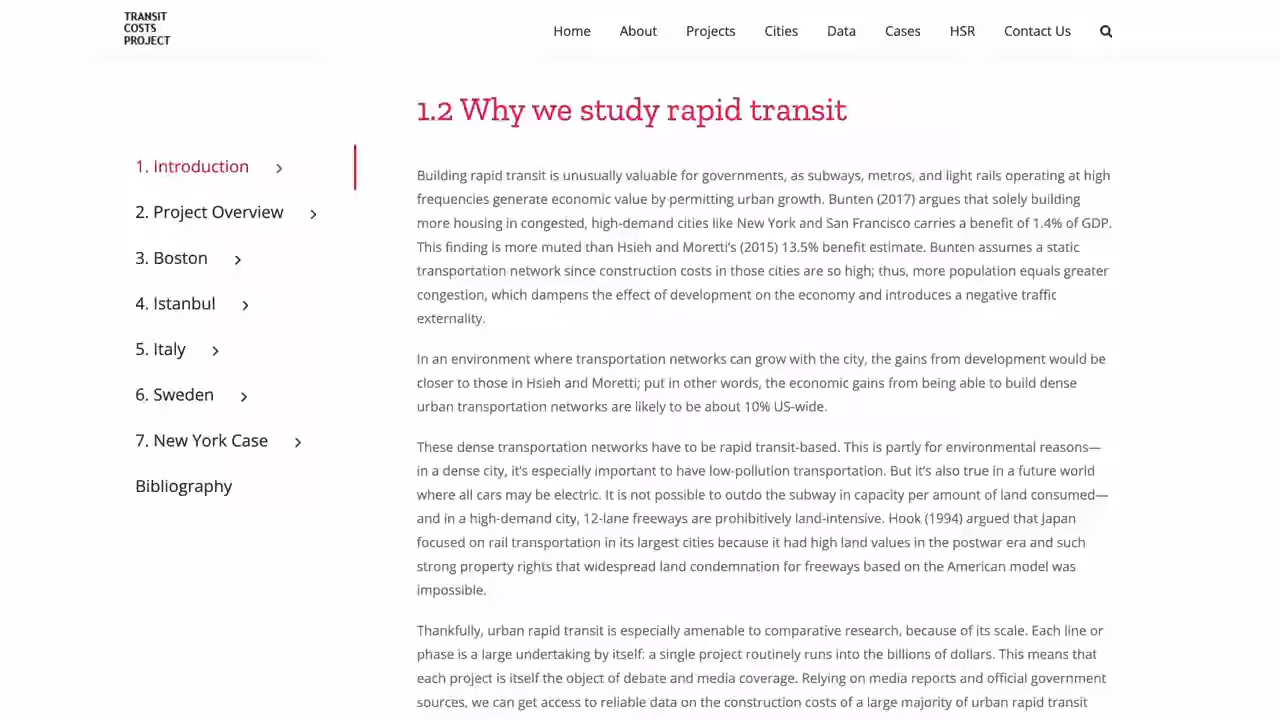 TRANSIT
COSTS
PROJECT
Home About Projects Cities Data Cases HSR Contact Us
1.2 Why we study rapid transit
1. Introduction
2. Project Overview
3. Boston
4. Istanbul
5. Italy
6. Sweden
7. New York Case
Bibliography
Building rapid transit is unusually valuable for governments, as subways, metros, and light rails operating at high
frequencies generate economic value by permitting urban growth. Bunten (2017) argues that solely building
more housing in congested, high-demand cities like New York and San Francisco carries a benefit of 1.4% of GDP.
This finding is more muted than Hsieh and Moretti's (2015) 13.5% benefit estimate. Bunten assumes a static
transportation network since construction costs in those cities are so high; thus, more population equals greater
congestion, which dampens the effect of development on the economy and introduces a negative traffic
externality.
In an environment where transportation networks can grow with the city, the gains from development would be
closer to those in Hsieh and Moretti; put in other words, the economic gains from being able to build dense
urban transportation networks are likely to be about 10% US-wide.
These dense transportation networks have to be rapid transit-based. This is partly for environmental reasons—
in a dense city, it's especially important to have low-pollution transportation. But it's also true in a future world
where all cars may be electric. It is not possible to outdo the subway in capacity per amount of land consumed—
and in a high-demand city, 12-lane freeways are prohibitively land-intensive. Hook (1994) argued that Japan
focused on rail transportation in its largest cities because it had high land values in the postwar era and such
strong property rights that widespread land condemnation for freeways based on the American model was
impossible.
Thankfully, urban rapid transit is especially amenable to comparative research, because of its scale. Each line or
phase is a large undertaking by itself: a single project routinely runs into the billions of dollars. This means that
each project is itself the object of debate and media coverage. Relying on media reports and official government
sources, we can get access to reliable data on the construction costs of a large majority of urban rapid transit